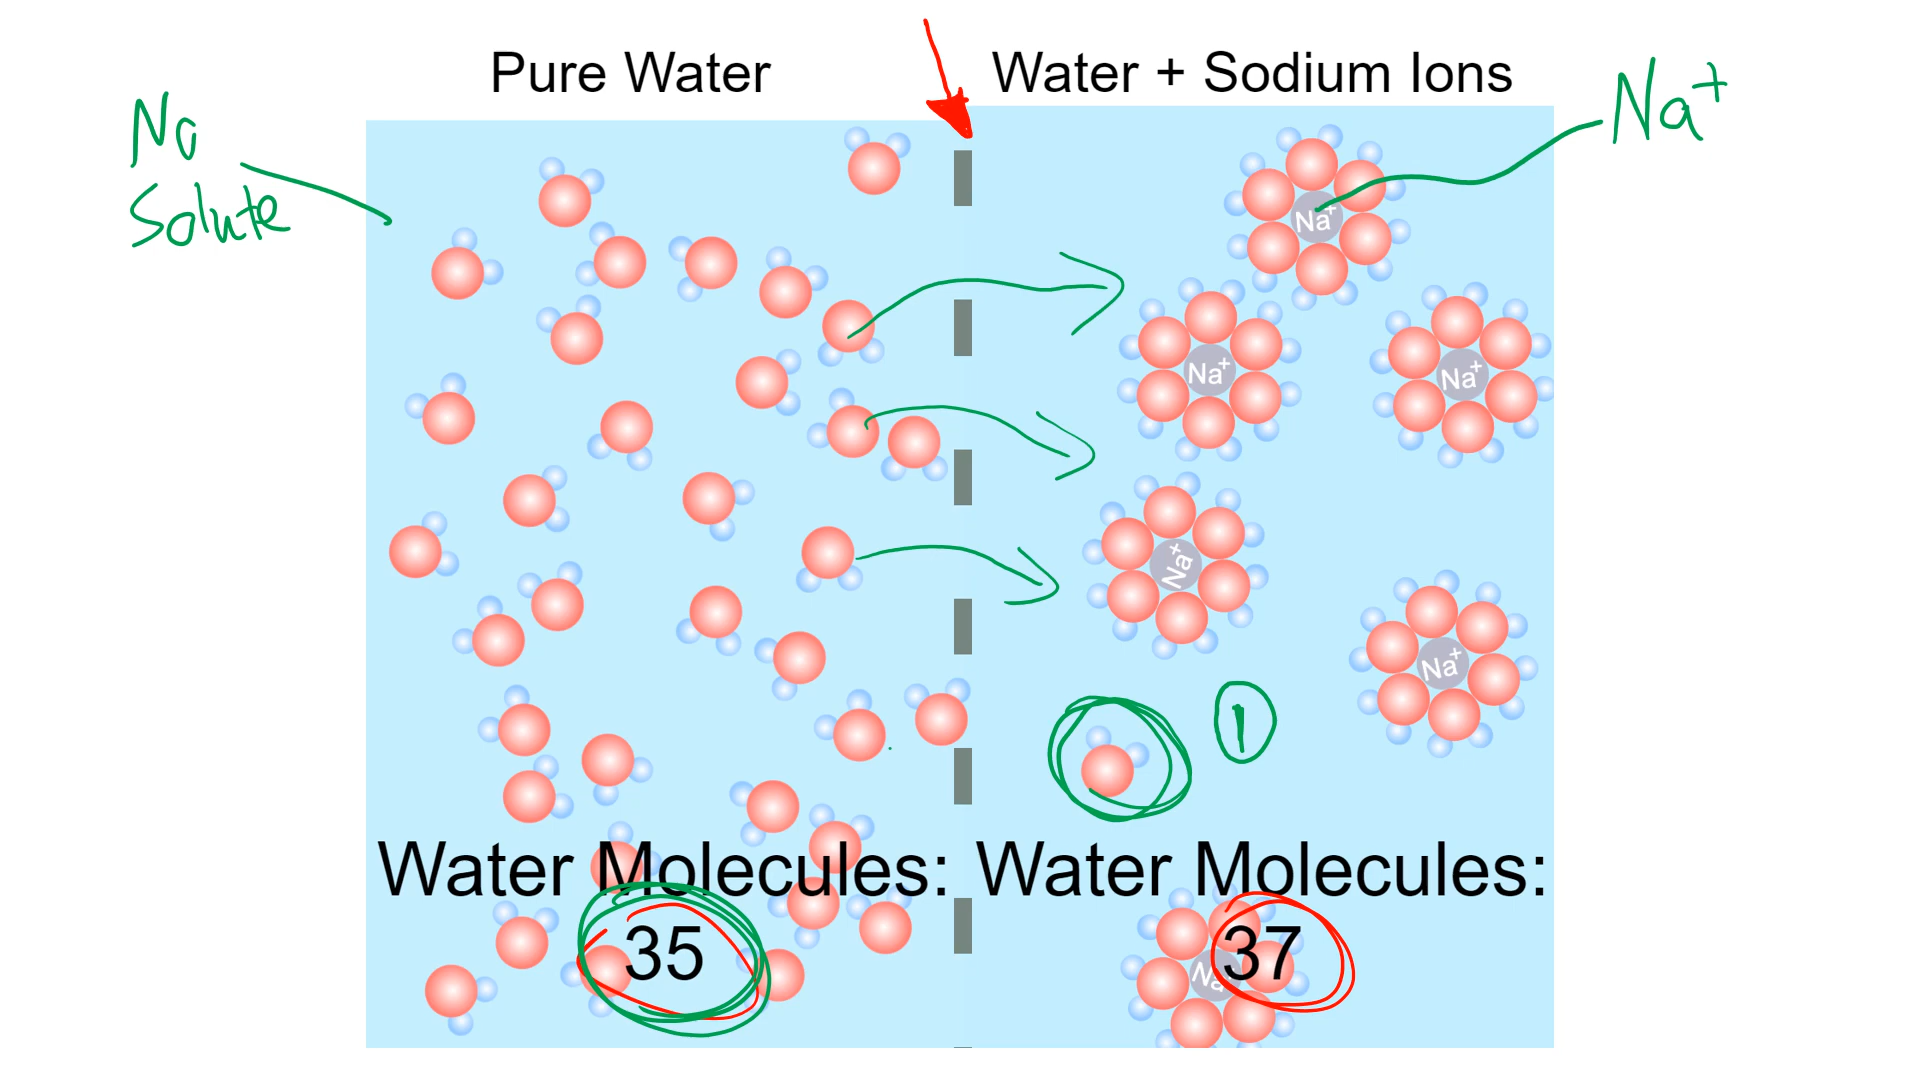 Pure Water
Water + Sodium Ions
No
Solute
Na+
Na+
Na+
Na+
Na+
Na+
1
Water Molecules:
Water Molecules:
35
37
Na